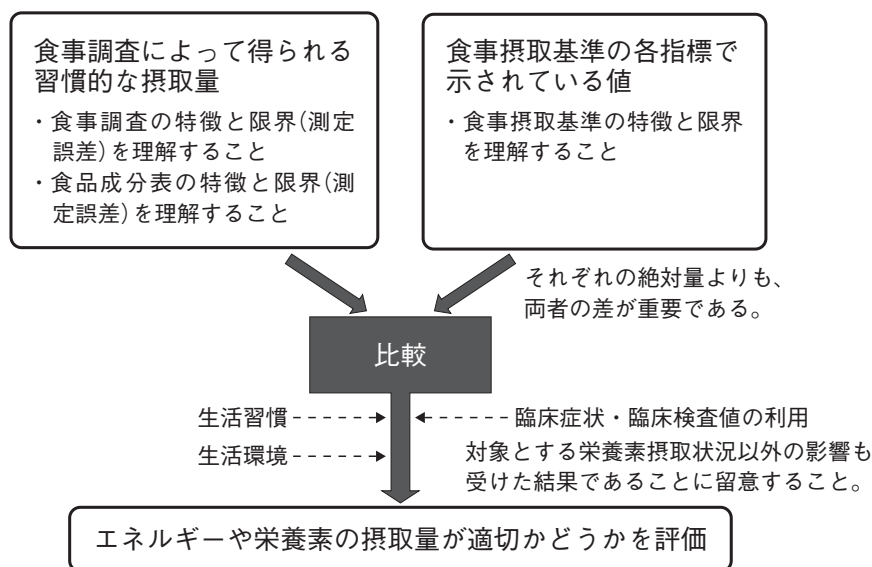 食事調査によって得られる
習慣的な摂取量
・食事調査の特徴と限界(測定
誤差)を理解すること
・食品成分表の特徴と限界(測
定誤差)を理解すること
食事摂取基準の各指標で
示されている値
・食事摂取基準の特徴と限界
を理解すること
それぞれの絶対量よりも、
両者の差が重要である。
比較
生活習慣
臨床症状・臨床検査値の利用
生活環境
対象とする栄養素摂取状況以外の影響も
受けた結果であることに留意すること。
エネルギーや栄養素の摂取量が適切かどうかを評価